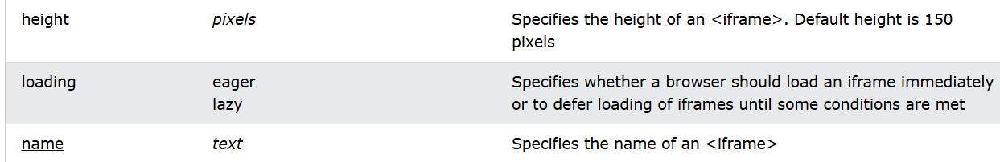 height pixels Specifies the height of an <iframe>. Default height is 150
pixels
loading eager Specifies whether a browser should load an iframe immediately
lazy or to defer loading of iframes until some conditions are met
name text Specifies the name of an <iframe>